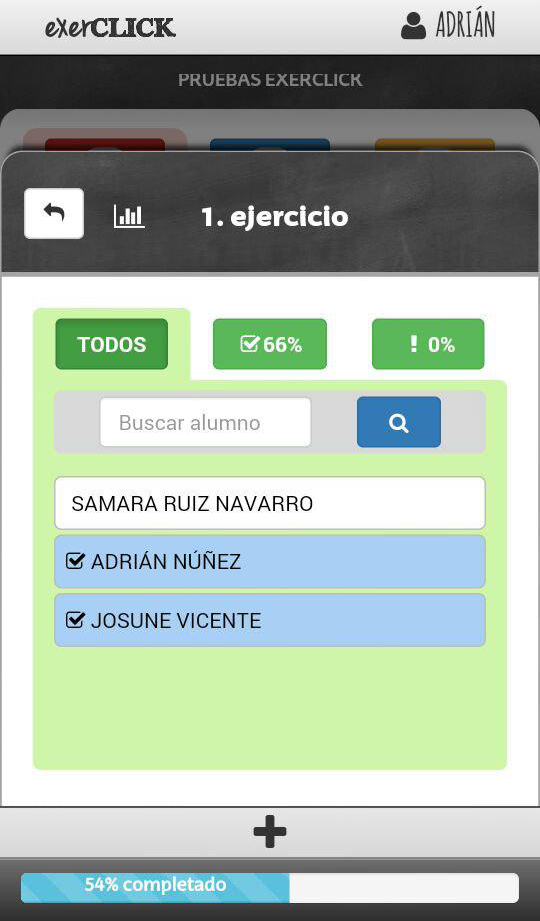 exerCLICK
ADRIÁN
PRUEBAS EXERCLICK
1. ejercicio
TODOS
66%
! 0%
Buscar alumno
SAMARA RUIZ NAVARRO
ADRIÁN NÚÑEZ
JOSUNE VICENTE
54% completado